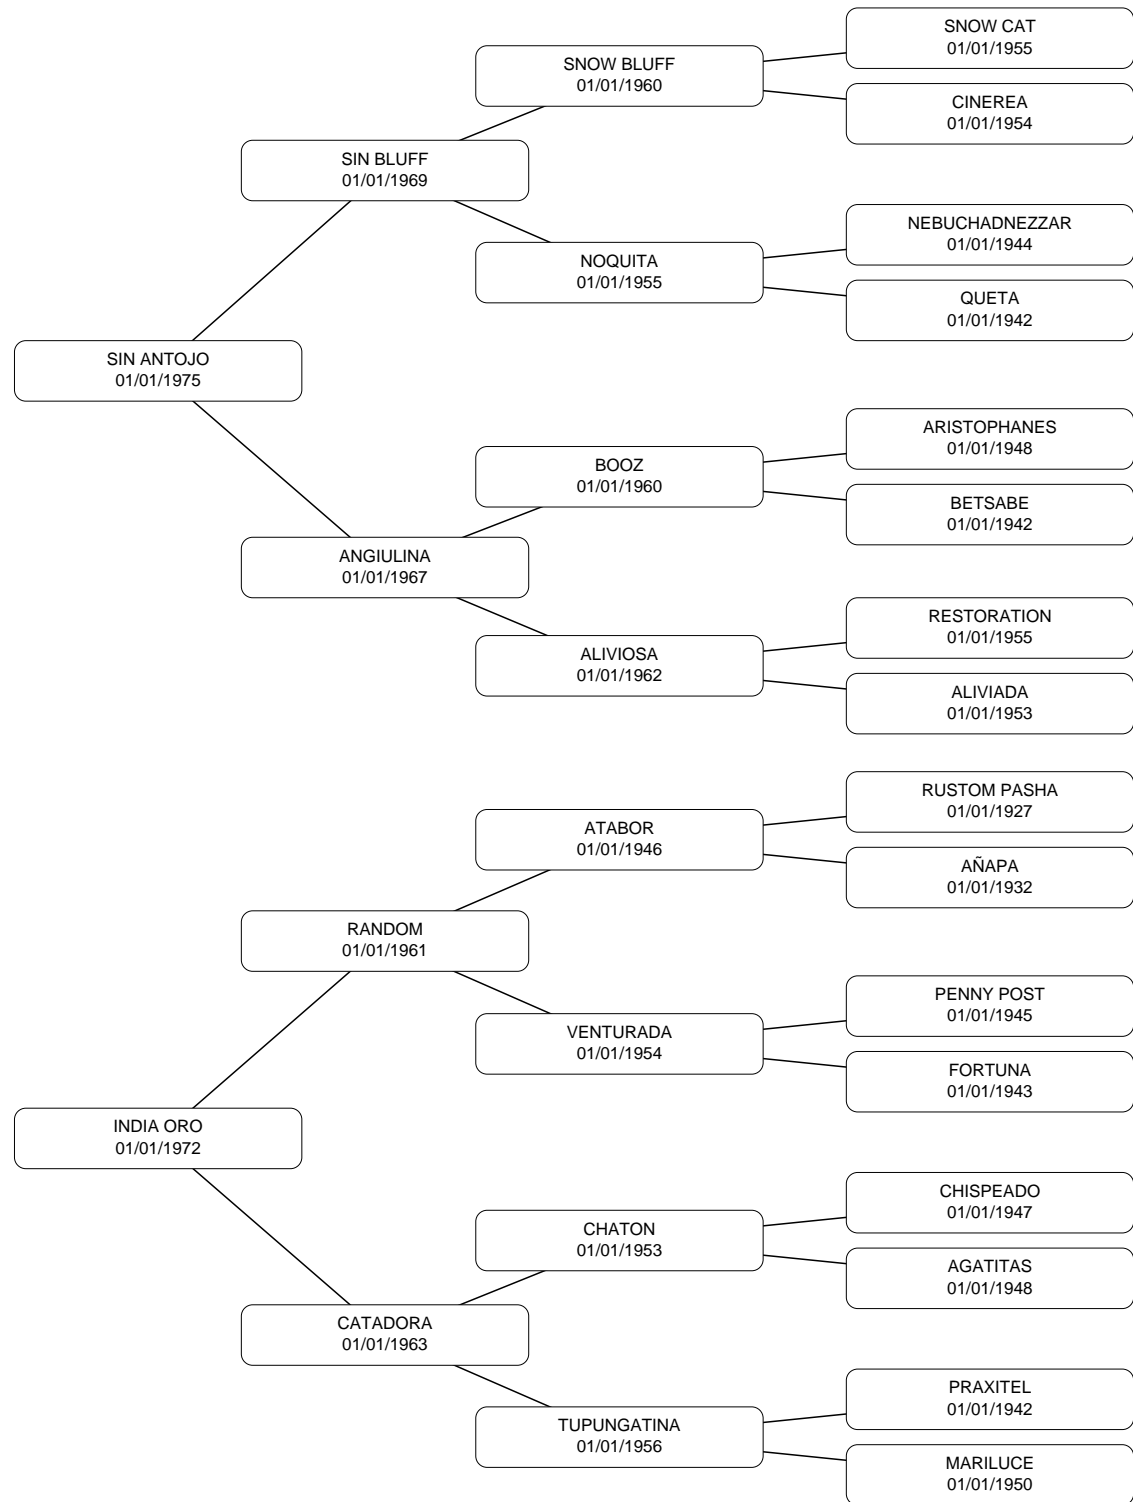 SNOW CAT
01/01/1955
SNOW BLUFF
01/01/1960
CINEREA
01/01/1954
SIN BLUFF
01/01/1969
NEBUCHADNEZZAR
01/01/1944
NOQUITA
01/01/1955
QUETA
01/01/1942
SIN ANTOJO
01/01/1975
ARISTOPHANES
01/01/1948
BOOZ
01/01/1960
BETSABE
01/01/1942
ANGIULINA
01/01/1967
RESTORATION
01/01/1955
ALIVIOSA
01/01/1962
ALIVIADA
01/01/1953
RUSTOM PASHA
01/01/1927
ATABOR
01/01/1946
AÑAPA
01/01/1932
RANDOM
01/01/1961
PENNY POST
01/01/1945
VENTURADA
01/01/1954
FORTUNA
01/01/1943
INDIA ORO
01/01/1972
CHISPEADO
01/01/1947
CHATON
01/01/1953
AGATITAS
01/01/1948
CATADORA
01/01/1963
PRAXITEL
01/01/1942
TUPUNGATINA
01/01/1956
MARILUCE
01/01/1950